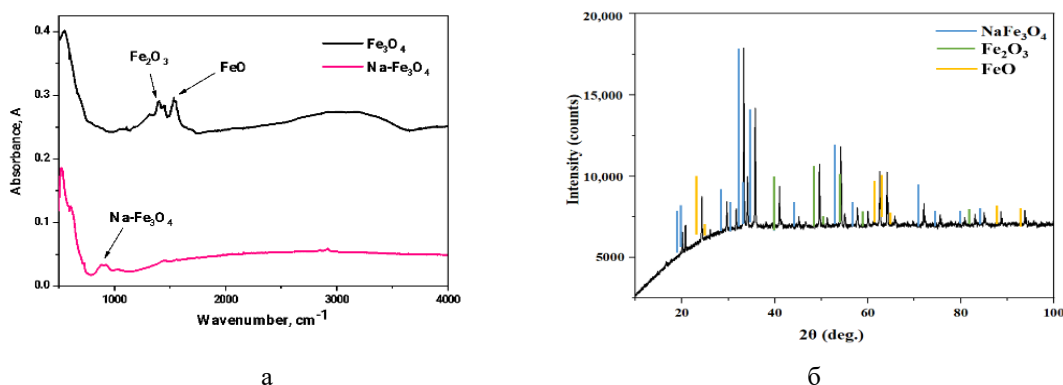 0.4
0.3
0.2
0.1
0.0
Absorbance, A
Fe₂O₃
FeO
Fe₃O₄
Na-Fe₃O₄
Na-Fe₃O₄
1000
2000
3000
4000
Wavenumber, cm⁻¹
а
20,000
15,000
10,000
5000
Intensity (counts)
NaFe₃O₄
Fe₂O₃
FeO
20
40
60
80
100
2θ (deg.)
б